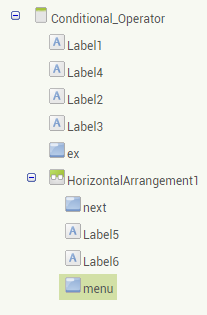 Conditional_Operator
Label1
Label4
Label2
Label3
ex
HorizontalArrangement1
next
Label5
Label6
menu